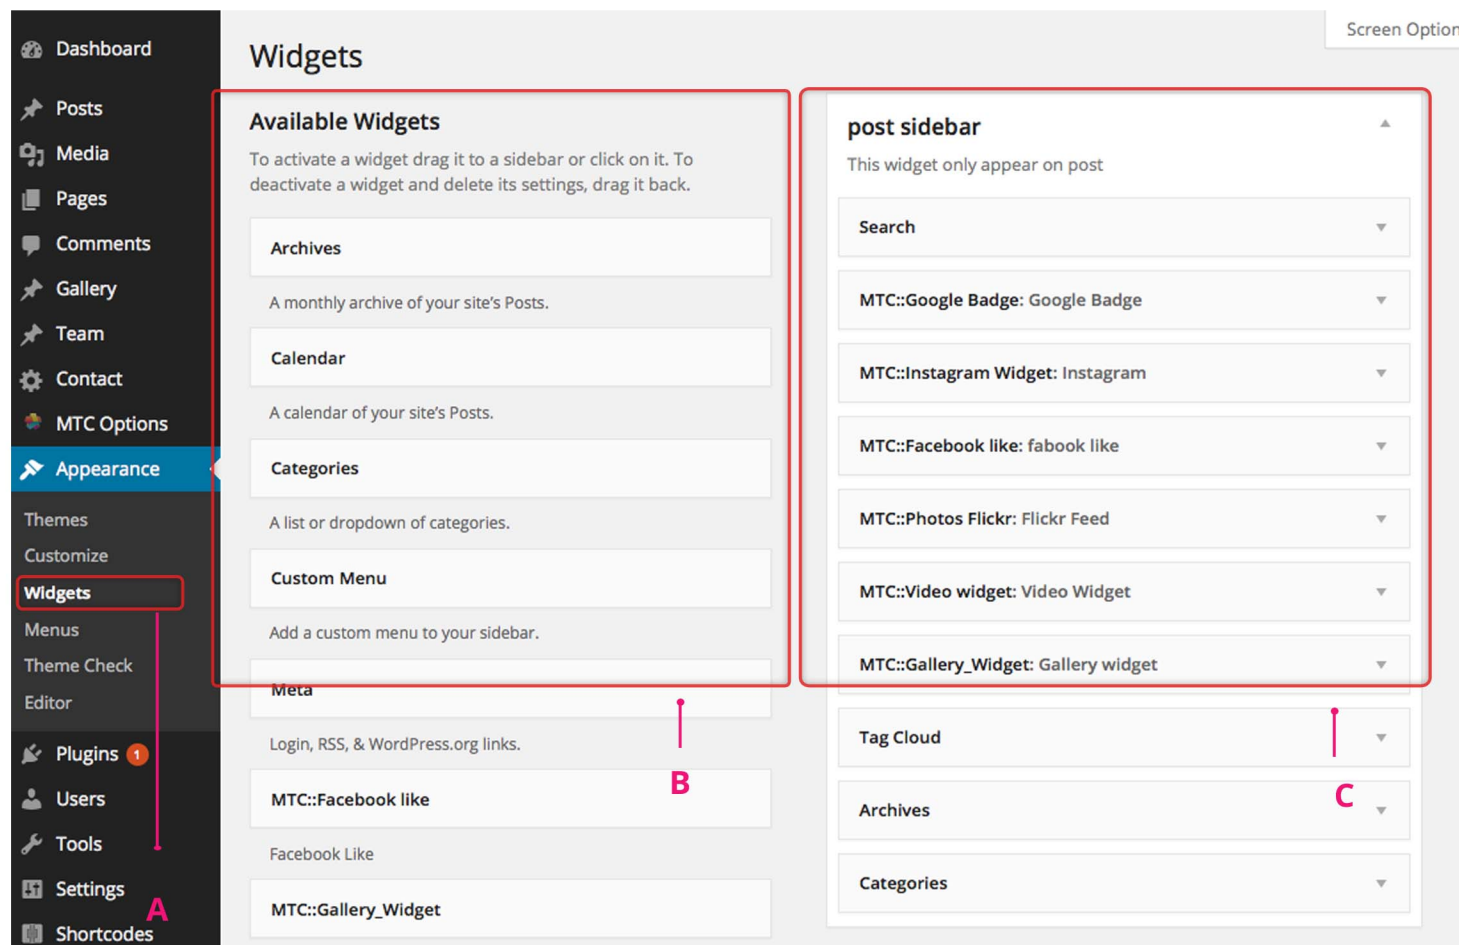 Dashboard
Posts
Media
Pages
Comments
Gallery
Team
Contact
MTC Options
Appearance
Themes
Customize
Widgets
Menus
Theme Check
Editor
Plugins 1
Users
Tools
Settings
Shortcodes
A
Screen Option
Widgets
Available Widgets
To activate a widget drag it to a sidebar or click on it. To
deactivate a widget and delete its settings, drag it back.
Archives
A monthly archive of your site's Posts.
Calendar
A calendar of your site's Posts.
Categories
A list or dropdown of categories.
Custom Menu
Add a custom menu to your sidebar.
Meta
Login, RSS, & WordPress.org links.
MTC::Facebook like
Facebook Like
MTC::Gallery_Widget
B
post sidebar
This widget only appear on post
Search
MTC::Google Badge: Google Badge
MTC::Instagram Widget: Instagram
MTC::Facebook like: fabook like
MTC::Photos Flickr: Flickr Feed
MTC::Video widget: Video Widget
MTC::Gallery_Widget: Gallery widget
Tag Cloud
Archives
Categories
C